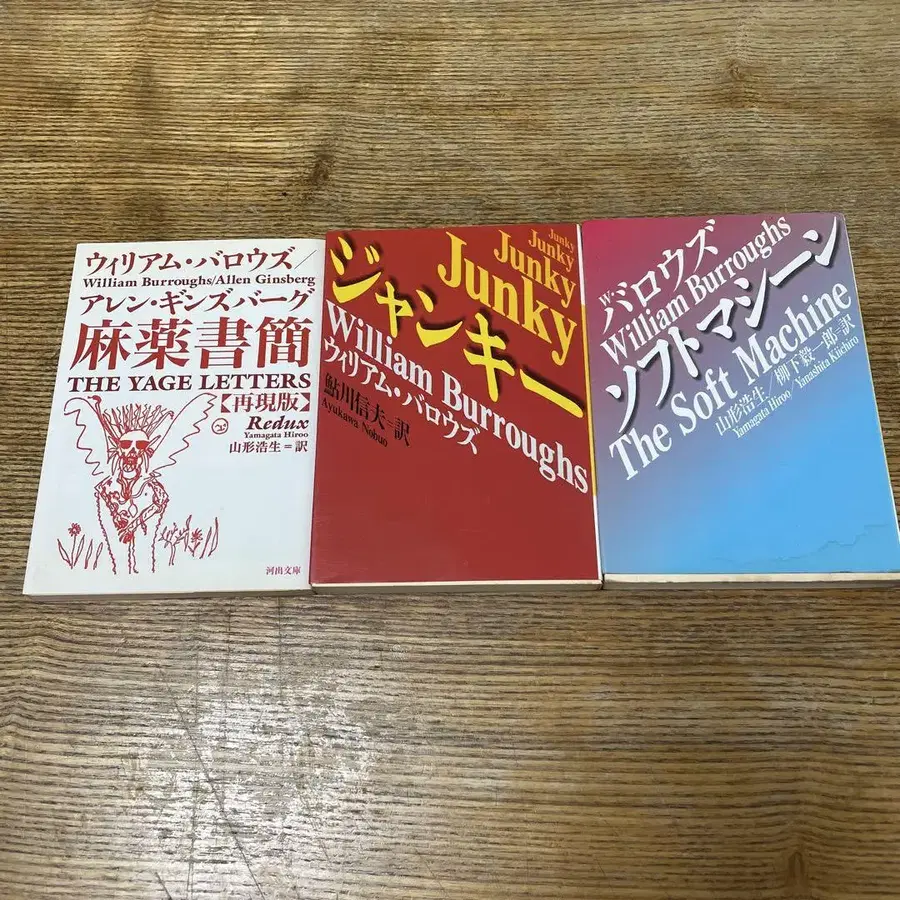 ウィリアム・バロウズ/
William Burroughs/Allen Ginsberg
アレン・ギンズバーグ
麻薬書簡
THE YAGE LETTERS
【再現版】
Redux
Yamagata Hiroo
山形浩生=訳
河出文庫
Junky
Junky
Junky
Junky
ジャンキー
William Burroughs
ウィリアム・バロウズ
鮎川信夫=訳
Ayukawa Nobuo
W・バロウズ
William Burroughs
ソフトマシーン
The Soft Machine
山形浩生/柳下毅一郎=訳
Yamagata Hiroo/Yanashita Kiichiro